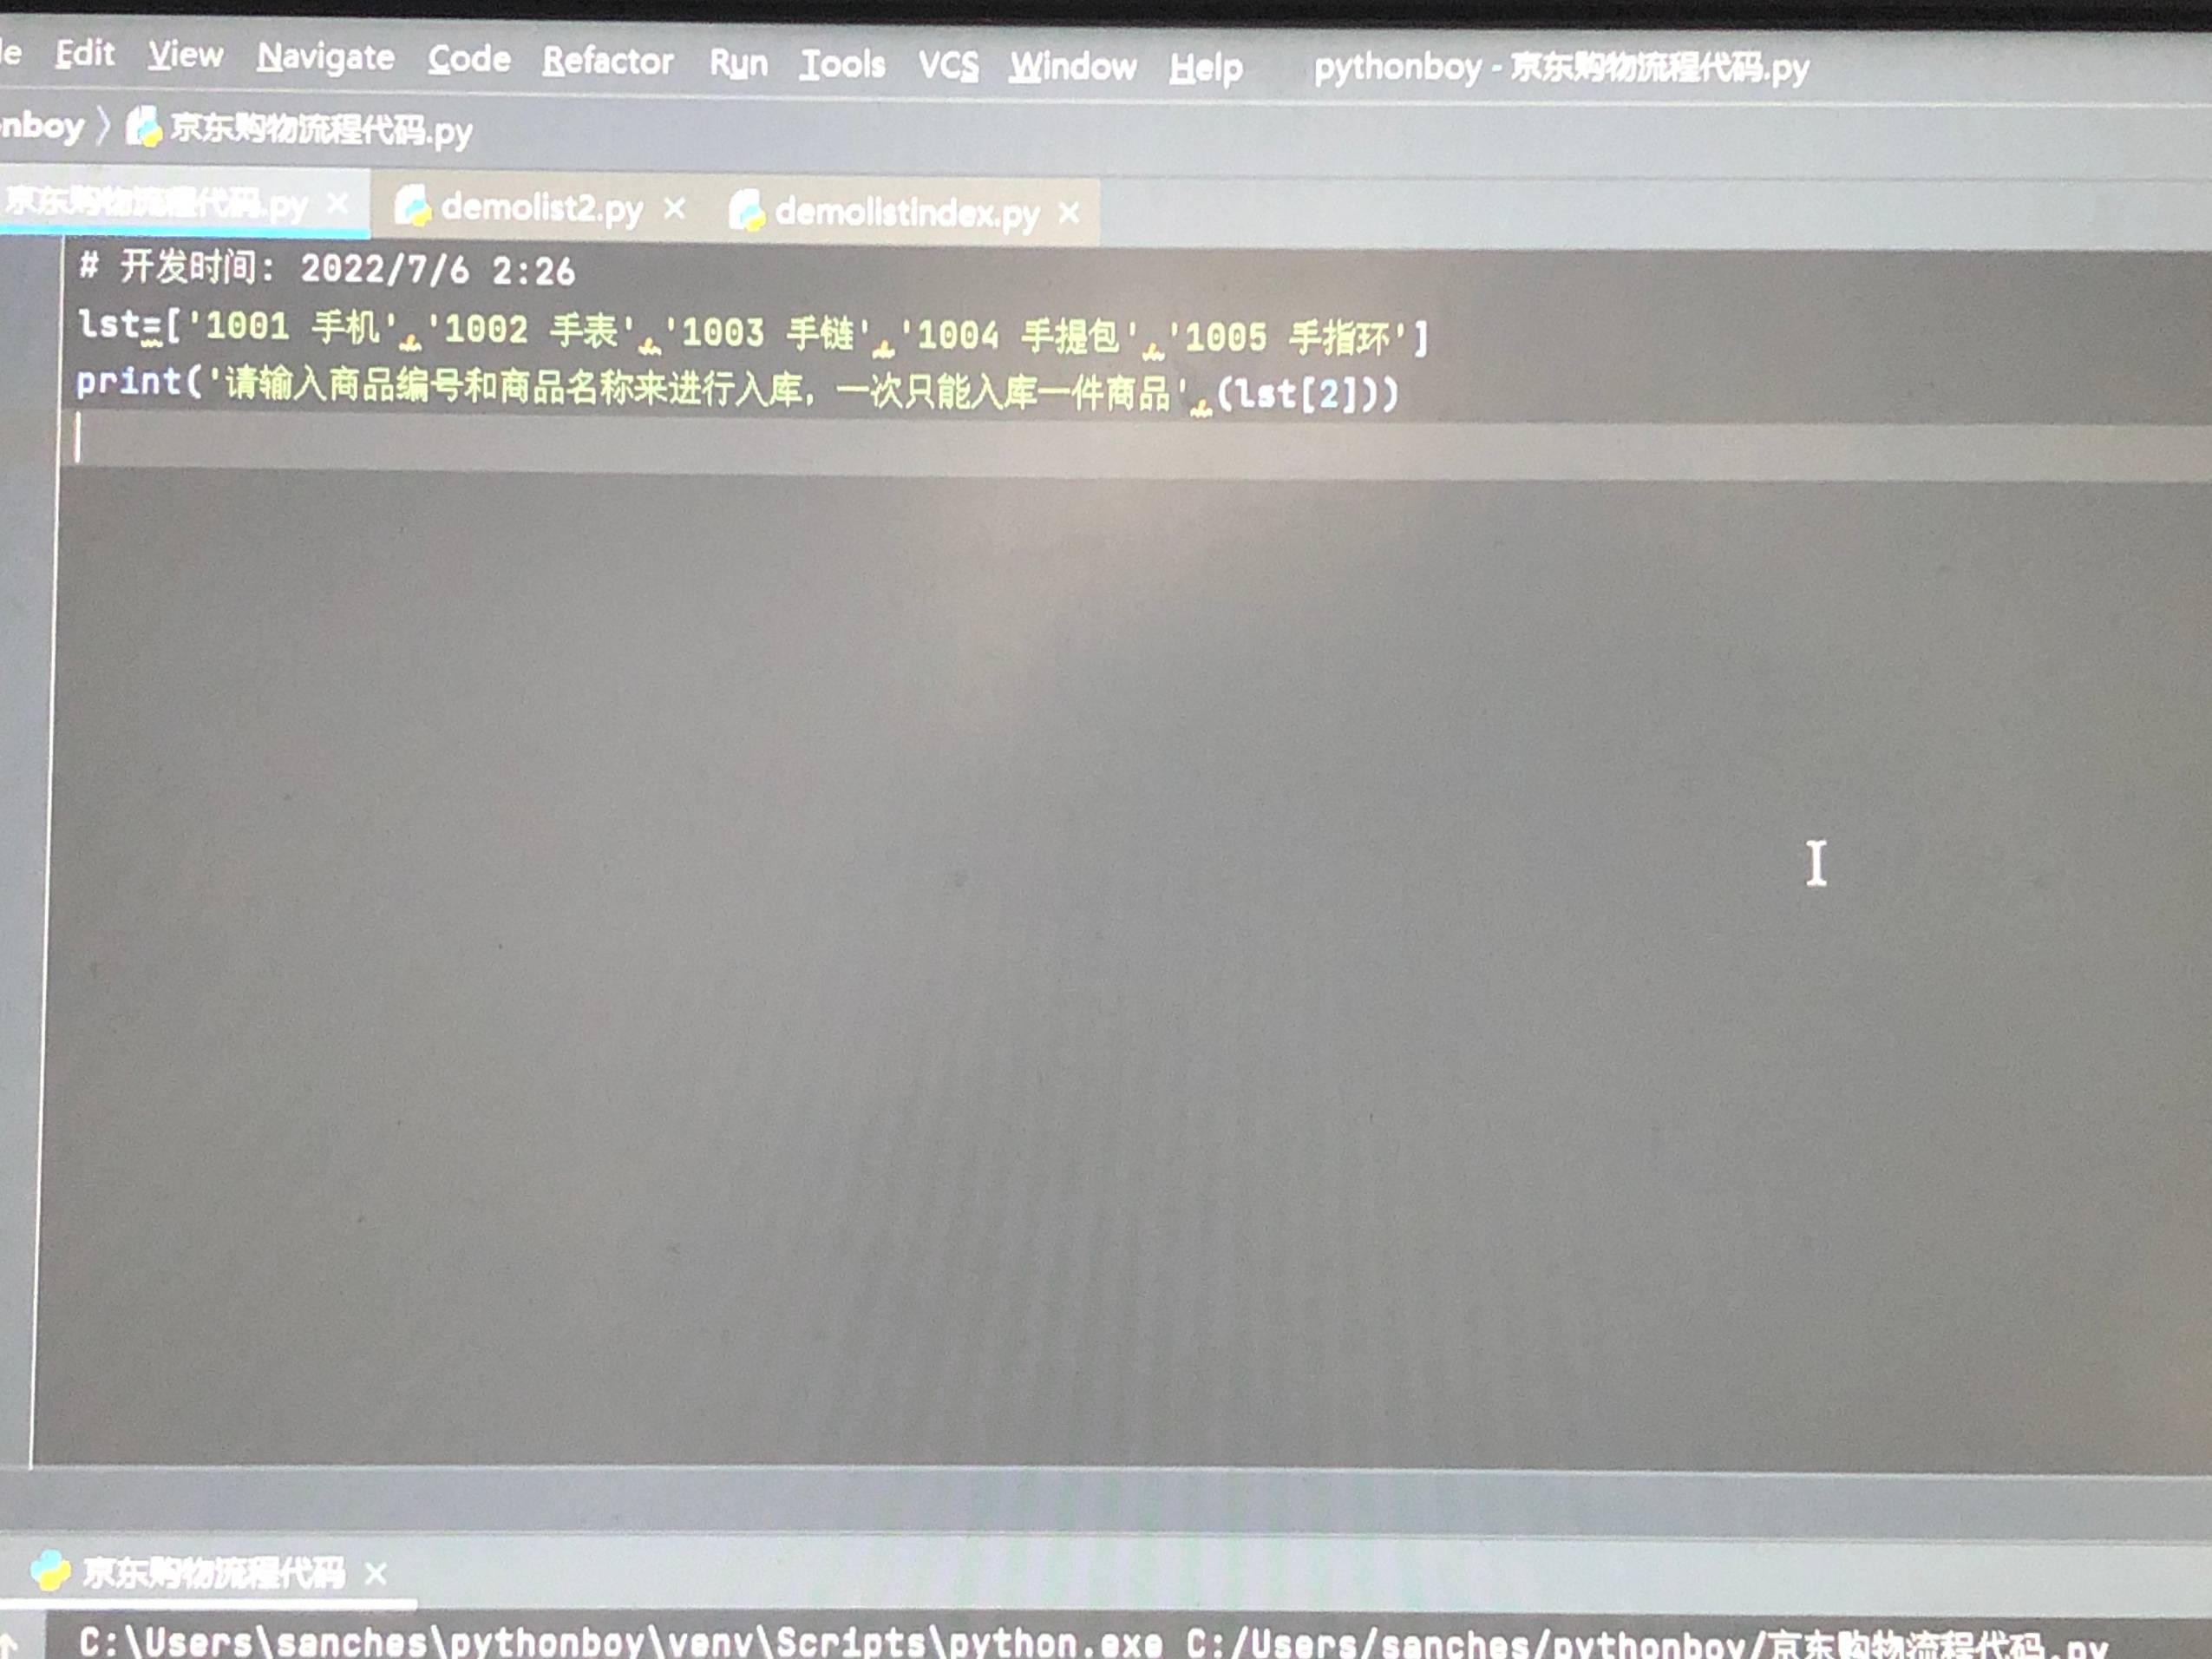 le Edit View Navigate Code Refactor Run Tools VCS Window Help pythonboy - 京东购物流程代码.py
nboy 〉 京东购物流程代码.py
京东购物流程代码.py × demolist2.py × demolistindex.py ×
# 开发时间: 2022/7/6 2:26
lst=['1001 手机','1002 手表','1003 手链','1004 手提包','1005 手指环']
print('请输入商品编号和商品名称来进行入库，一次只能入库一件商品',(lst[2]))
京东购物流程代码 ×
C:\Users\sanches\pythonboy\venv\Scripts\python.exe C:/Users/sanches/pythonboy/京东购物流程代码.py